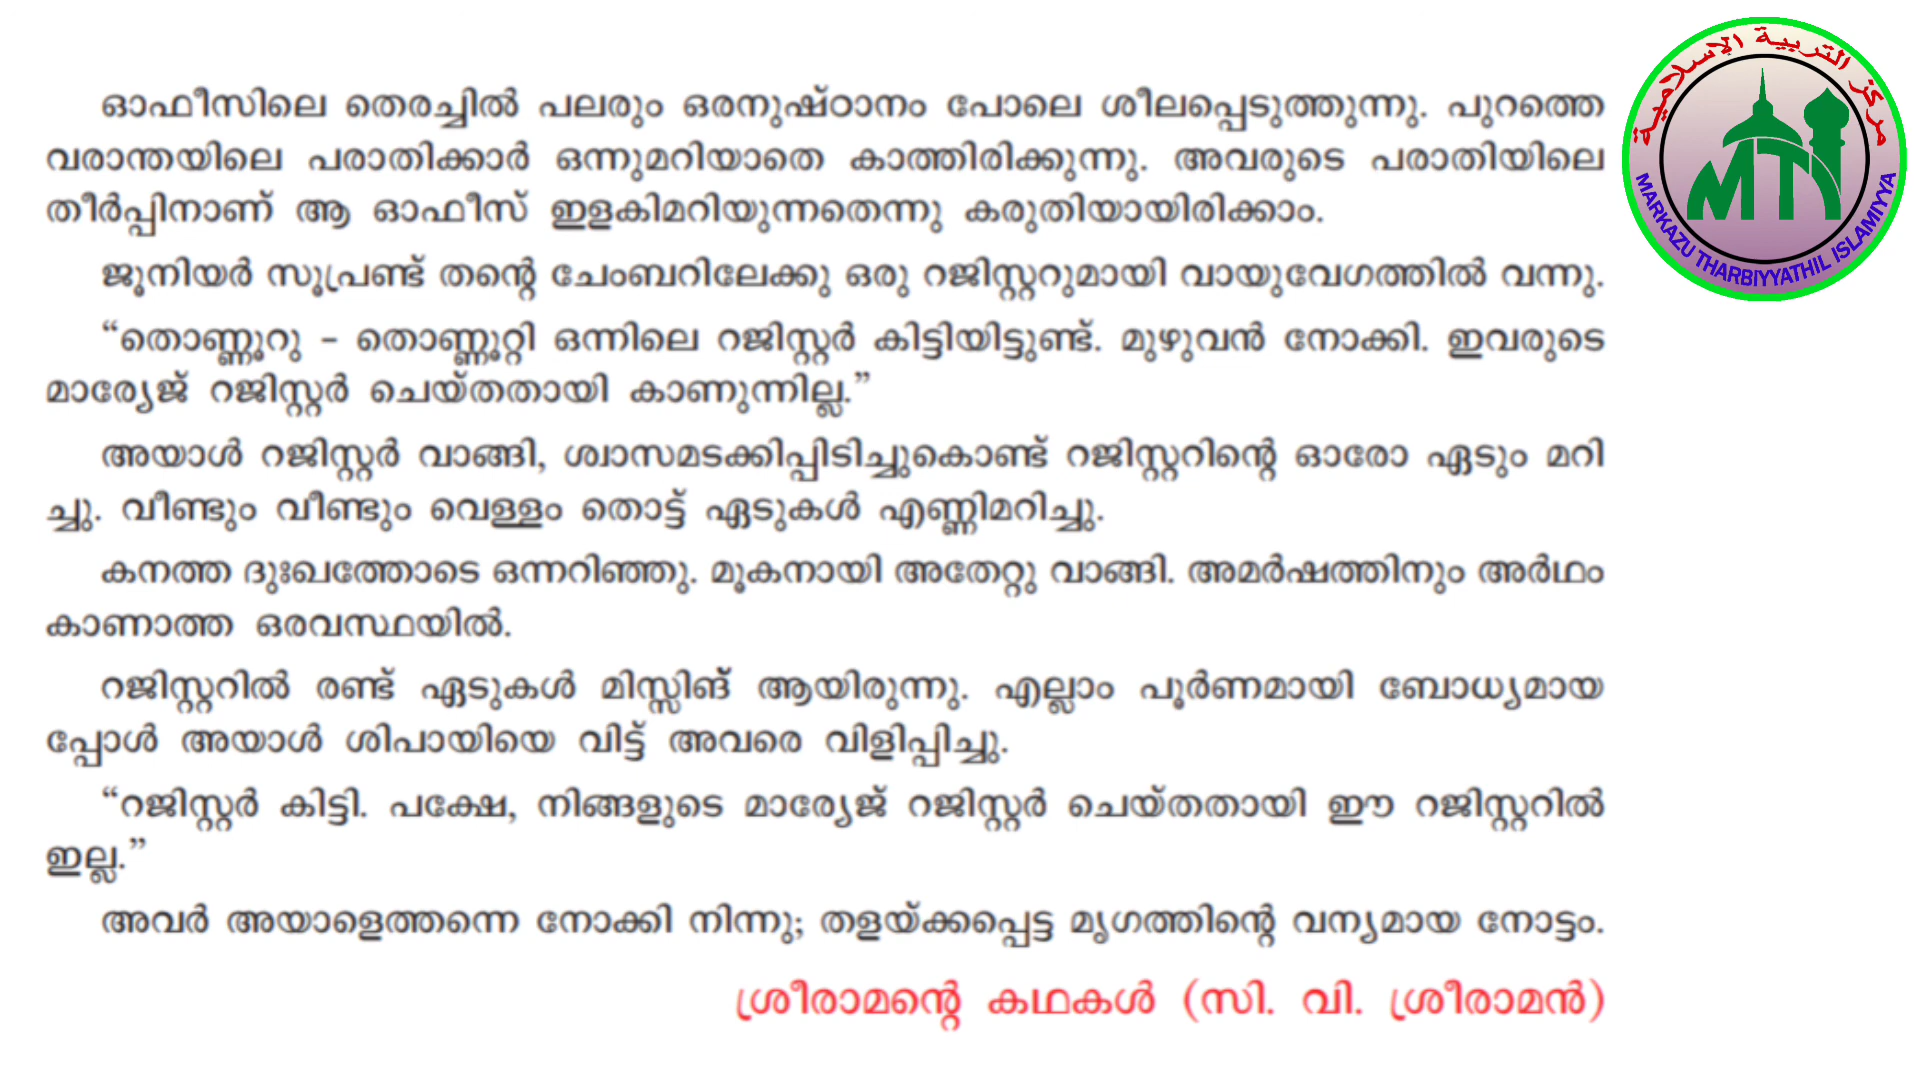 ഓഫീസിലെ തെരച്ചിൽ പലരും ഒരനുഷ്ഠാനം പോലെ ശീലപ്പെടുത്തുന്നു. പുറത്തെ
വരാന്തയിലെ പരാതിക്കാർ ഒന്നുമറിയാതെ കാത്തിരിക്കുന്നു. അവരുടെ പരാതിയിലെ
തീർപ്പിനാണ് ആ ഓഫീസ് ഇളകിമറിയുന്നതെന്നു കരുതിയായിരിക്കാം.
ജൂനിയർ സൂപ്രണ്ട് തന്റെ ചേംബറിലേക്കു ഒരു റജിസ്റ്ററുമായി വായുവേഗത്തിൽ വന്നു.
“തൊണ്ണൂറു – തൊണ്ണൂറ്റി ഒന്നിലെ റജിസ്റ്റർ കിട്ടിയിട്ടുണ്ട്. മുഴുവൻ നോക്കി. ഇവരുടെ
മാര്യേജ് റജിസ്റ്റർ ചെയ്തതായി കാണുന്നില്ല.”
അയാൾ റജിസ്റ്റർ വാങ്ങി, ശ്വാസമടക്കിപ്പിടിച്ചുകൊണ്ട് റജിസ്റ്ററിന്റെ ഓരോ ഏടും മറി
ച്ചു. വീണ്ടും വീണ്ടും വെള്ളം തൊട്ട് ഏടുകൾ എണ്ണിമറിച്ചു.
കനത്ത ദുഃഖത്തോടെ ഒന്നറിഞ്ഞു. മൂകനായി അതേറ്റു വാങ്ങി. അമർഷത്തിനും അർഥം
കാണാത്ത ഒരവസ്ഥയിൽ.
റജിസ്റ്ററിൽ രണ്ട് ഏടുകൾ മിസ്സിങ് ആയിരുന്നു. എല്ലാം പൂർണമായി ബോധ്യമായ
പ്പോൾ അയാൾ ശിപായിയെ വിട്ട് അവരെ വിളിപ്പിച്ചു.
“റജിസ്റ്റർ കിട്ടി. പക്ഷേ, നിങ്ങളുടെ മാര്യേജ് റജിസ്റ്റർ ചെയ്തതായി ഈ റജിസ്റ്ററിൽ
ഇല്ല.”
അവർ അയാളെത്തന്നെ നോക്കി നിന്നു; തളയ്ക്കപ്പെട്ട മൃഗത്തിന്റെ വന്യമായ നോട്ടം.
ശ്രീരാമന്റെ കഥകൾ (സി. വി. ശ്രീരാമൻ)
مركز التربية الإسلامية
MTI
MARKAZU THARBIYYATHIL ISLAMIYYA